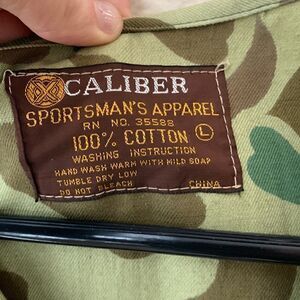 CALIBER
SPORTSMAN'S APPAREL
RN NO. 35588
100% COTTON L
WASHING INSTRUCTION
HAND WASH WARM WITH MILD SOAP
TUMBLE DRY LOW
DO NOT BLEACH CHINA